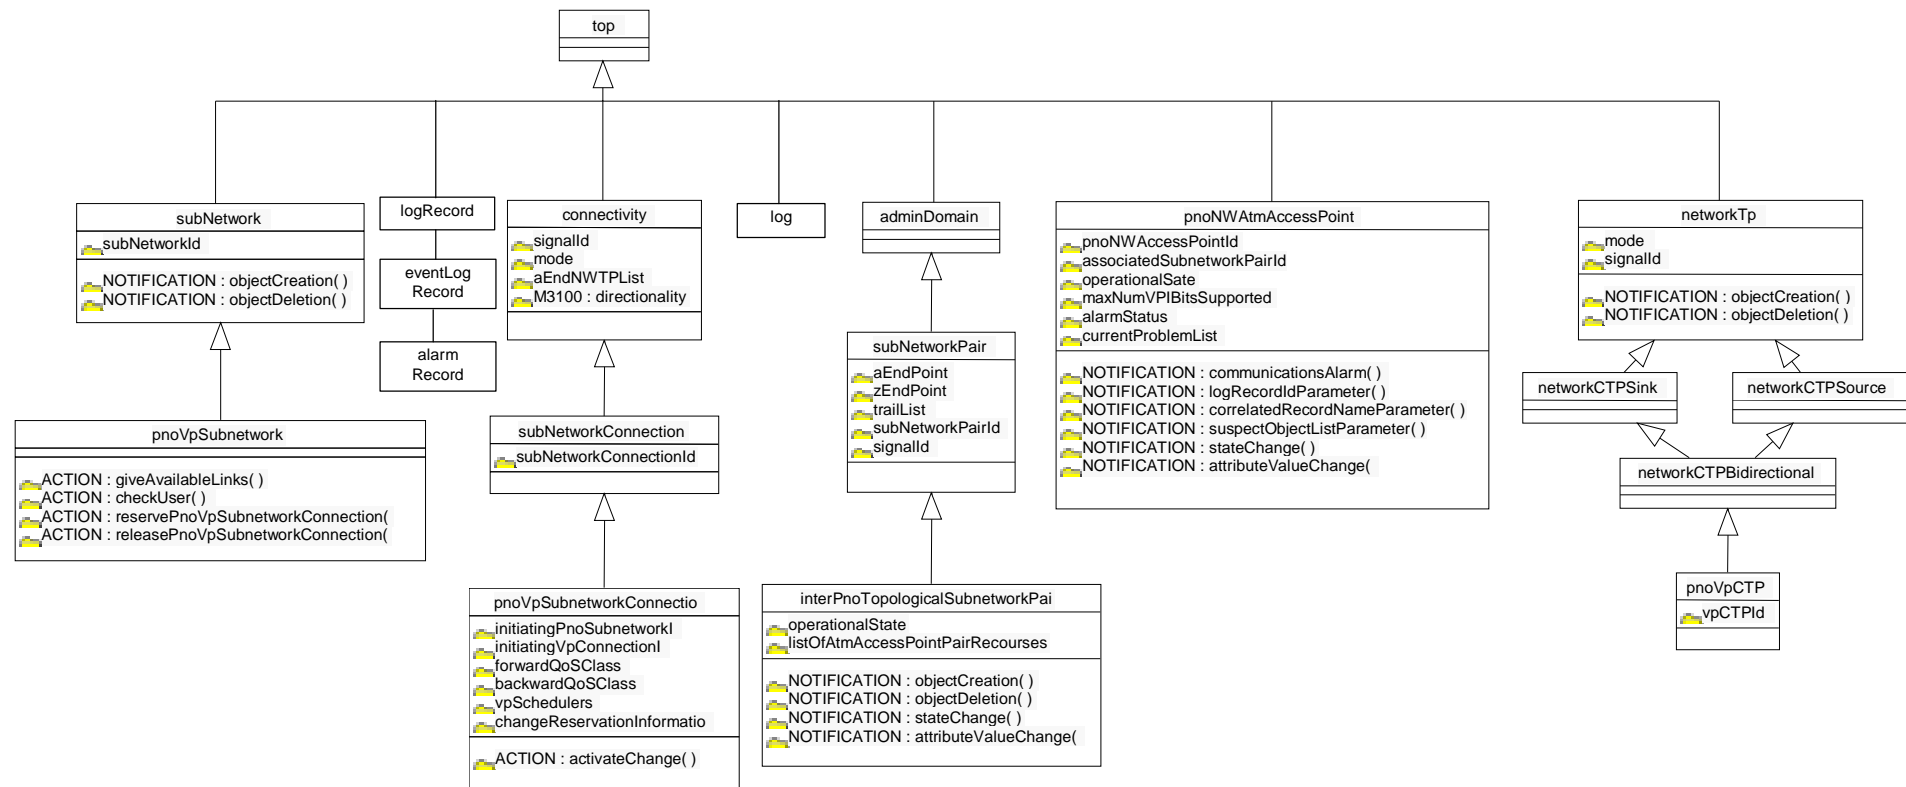 top
subNetwork
subNetworkId
NOTIFICATION : objectCreation( )
NOTIFICATION : objectDeletion( )
logRecord
eventLog
Record
alarm
Record
connectivity
signalId
mode
aEndNWTPList
M3100 : directionality
log
adminDomain
pnoNWAtmAccessPoint
pnoNWAccessPointId
associatedSubnetworkPairId
operationalSate
maxNumVPIBitsSupported
alarmStatus
currentProblemList
NOTIFICATION : communicationsAlarm( )
NOTIFICATION : logRecordIdParameter( )
NOTIFICATION : correlatedRecordNameParameter( )
NOTIFICATION : suspectObjectListParameter( )
NOTIFICATION : stateChange( )
NOTIFICATION : attributeValueChange(
networkTp
mode
signalId
NOTIFICATION : objectCreation( )
NOTIFICATION : objectDeletion( )
subNetworkPair
aEndPoint
zEndPoint
trailList
subNetworkPairId
signalId
networkCTPSink
networkCTPSource
pnoVpSubnetwork
ACTION : giveAvailableLinks( )
ACTION : checkUser( )
ACTION : reservePnoVpSubnetworkConnection(
ACTION : releasePnoVpSubnetworkConnection(
subNetworkConnection
subNetworkConnectionId
networkCTPBidirectional
pnoVpSubnetworkConnectio
initiatingPnoSubnetworkI
initiatingVpConnectionI
forwardQoSClass
backwardQoSClass
vpSchedulers
changeReservationInformatio
ACTION : activateChange( )
interPnoTopologicalSubnetworkPai
operationalState
listOfAtmAccessPointPairRecourses
NOTIFICATION : objectCreation( )
NOTIFICATION : objectDeletion( )
NOTIFICATION : stateChange( )
NOTIFICATION : attributeValueChange(
pnoVpCTP
vpCTPId